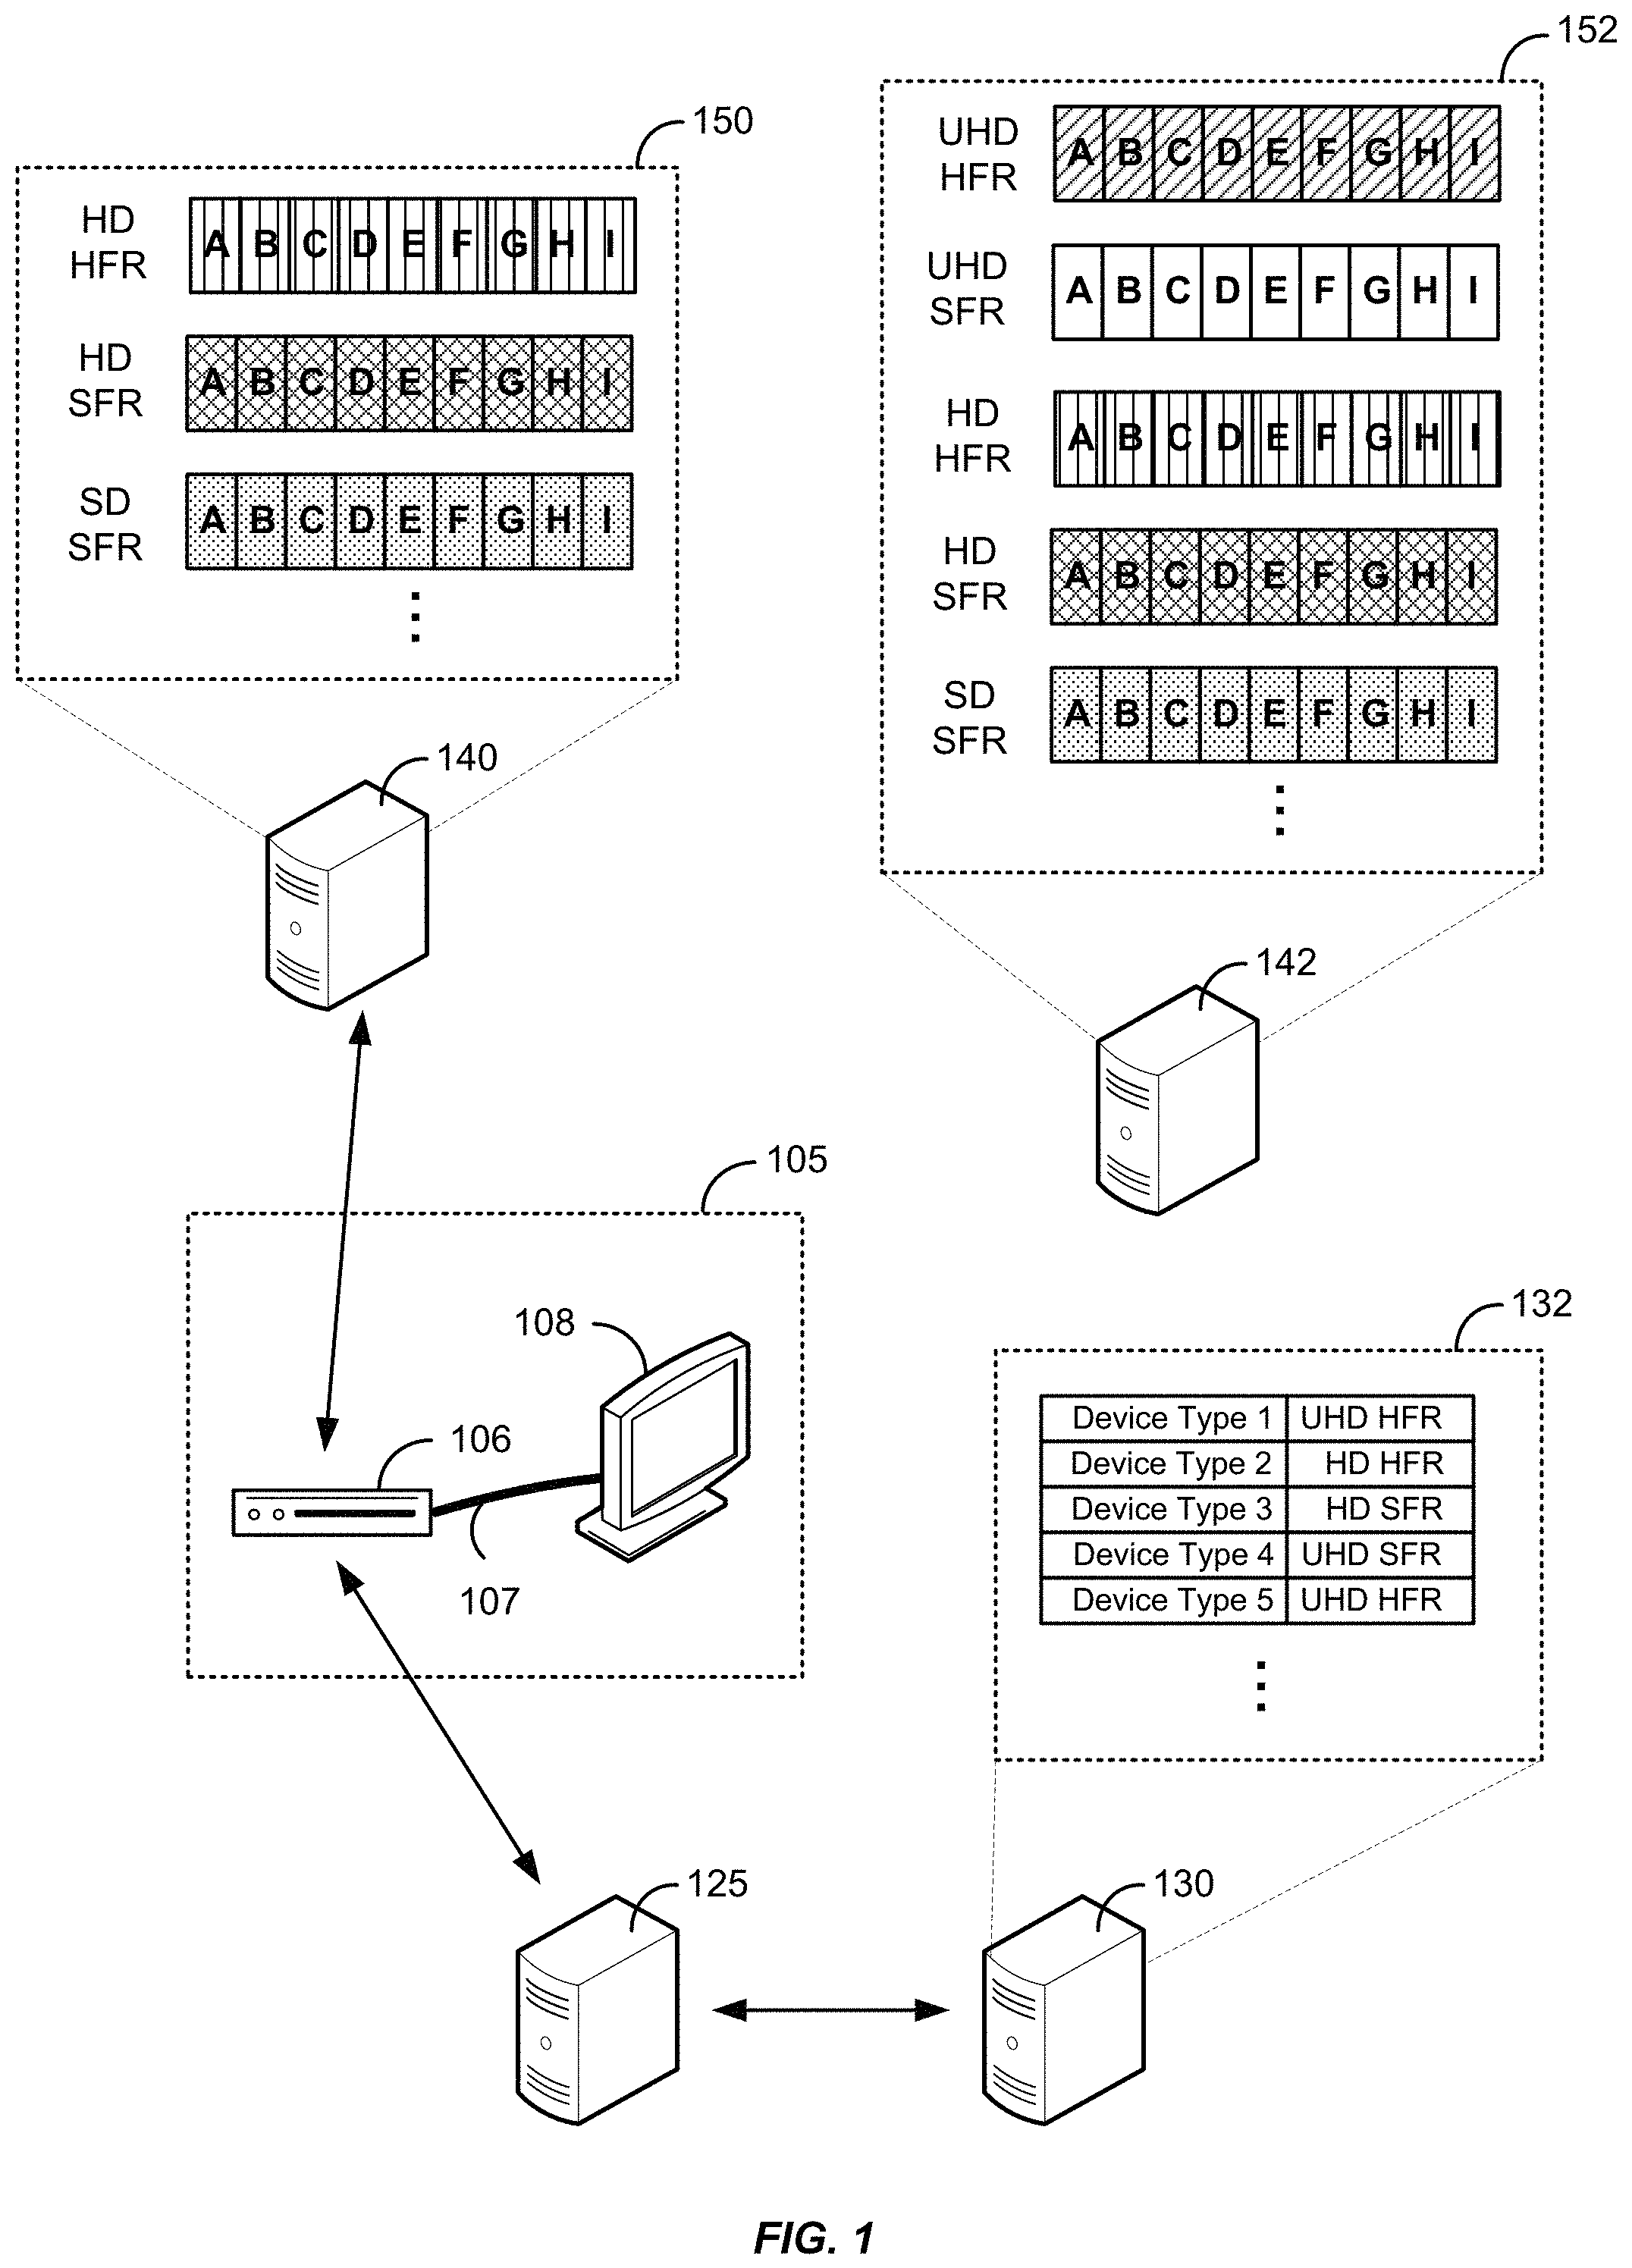 152
150
UHD
HFR
A B C D E F G H I
UHD
SFR
A B C D E F G H I
HD
HFR
A B C D E F G H I
HD
SFR
A B C D E F G H I
SD
SFR
A B C D E F G H I
HD
HFR
A B C D E F G H I
HD
SFR
A B C D E F G H I
SD
SFR
A B C D E F G H I
140
142
105
108
106
107
132
Device Type 1 UHD HFR
Device Type 2 HD HFR
Device Type 3 HD SFR
Device Type 4 UHD SFR
Device Type 5 UHD HFR
125
130
FIG. 1